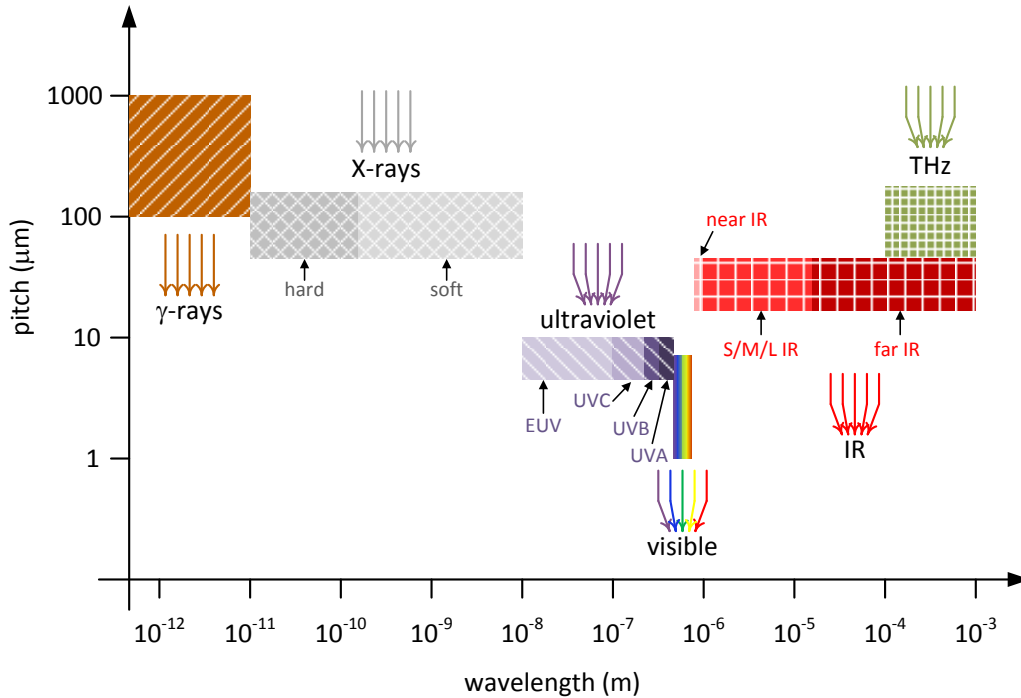 1000
100
10
1
pitch (μm)
X-rays
THz
near IR
γ-rays
hard
soft
ultraviolet
S/M/L IR
far IR
UVC
EUV
UVB
UVA
IR
visible
10⁻¹²
10⁻¹¹
10⁻¹⁰
10⁻⁹
10⁻⁸
10⁻⁷
10⁻⁶
10⁻⁵
10⁻⁴
10⁻³
wavelength (m)